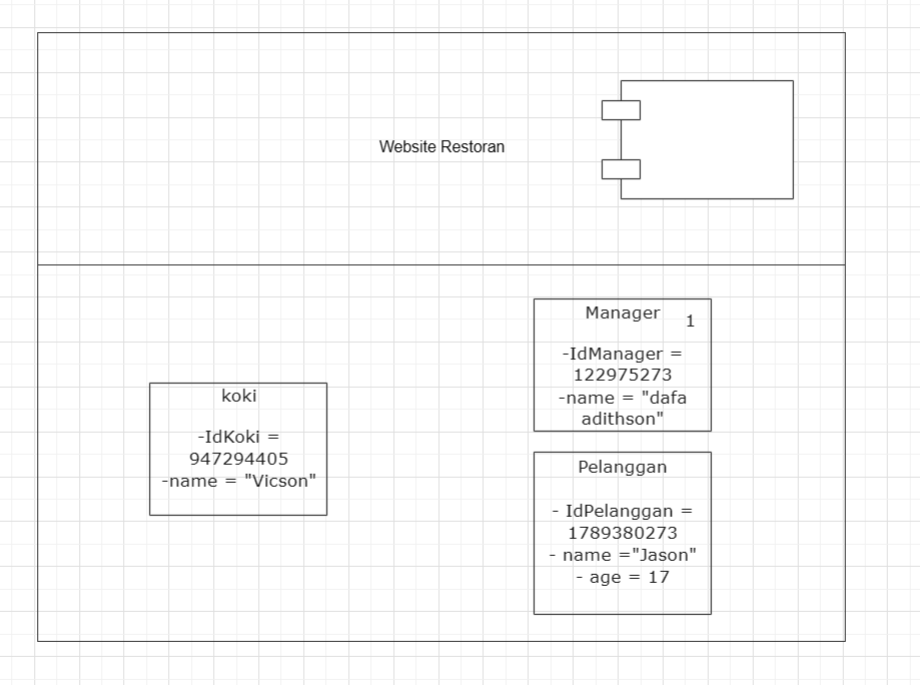 Website Restoran
Manager
1
-IdManager =
122975273
-name = "dafa
adithson"
koki
-IdKoki =
947294405
-name = "Vicson"
Pelanggan
- IdPelanggan =
1789380273
- name ="Jason"
- age = 17